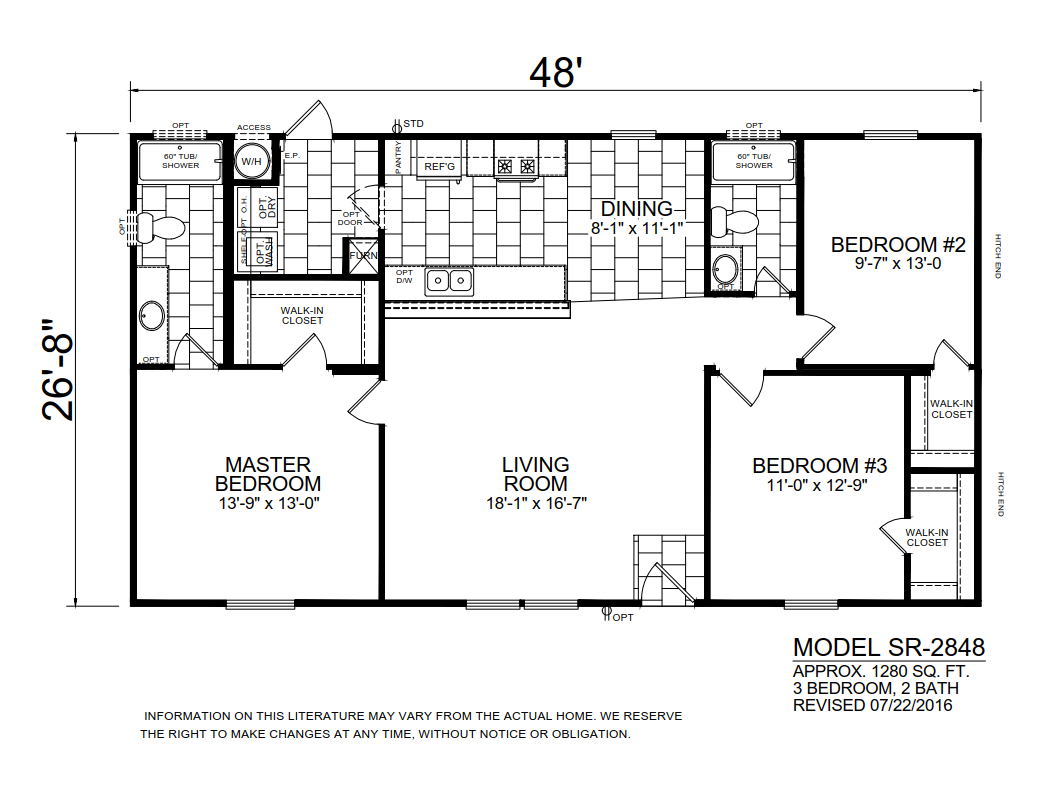 48'
STD
OPT
ACCESS
OPT
60" TUB/
SHOWER
W/H
E.P.
PANTRY
REF'G
60" TUB/
SHOWER
O.H.
OPT.
DRY
OPT
DOOR
DINING
8'-1" x 11'-1"
OPT
SHELF-OPT
OPT.
WASH
FURN
BEDROOM #2
9'-7" x 13'-0
HITCH END
OPT
D/W
OPT
WALK-IN
CLOSET
OPT
26'-8"
WALK-IN
CLOSET
MASTER
BEDROOM
13'-9" x 13'-0"
LIVING
ROOM
18'-1" x 16'-7"
BEDROOM #3
11'-0" x 12'-9"
HITCH END
WALK-IN
CLOSET
OPT
MODEL SR-2848
APPROX. 1280 SQ. FT.
3 BEDROOM, 2 BATH
REVISED 07/22/2016
INFORMATION ON THIS LITERATURE MAY VARY FROM THE ACTUAL HOME. WE RESERVE
THE RIGHT TO MAKE CHANGES AT ANY TIME, WITHOUT NOTICE OR OBLIGATION.